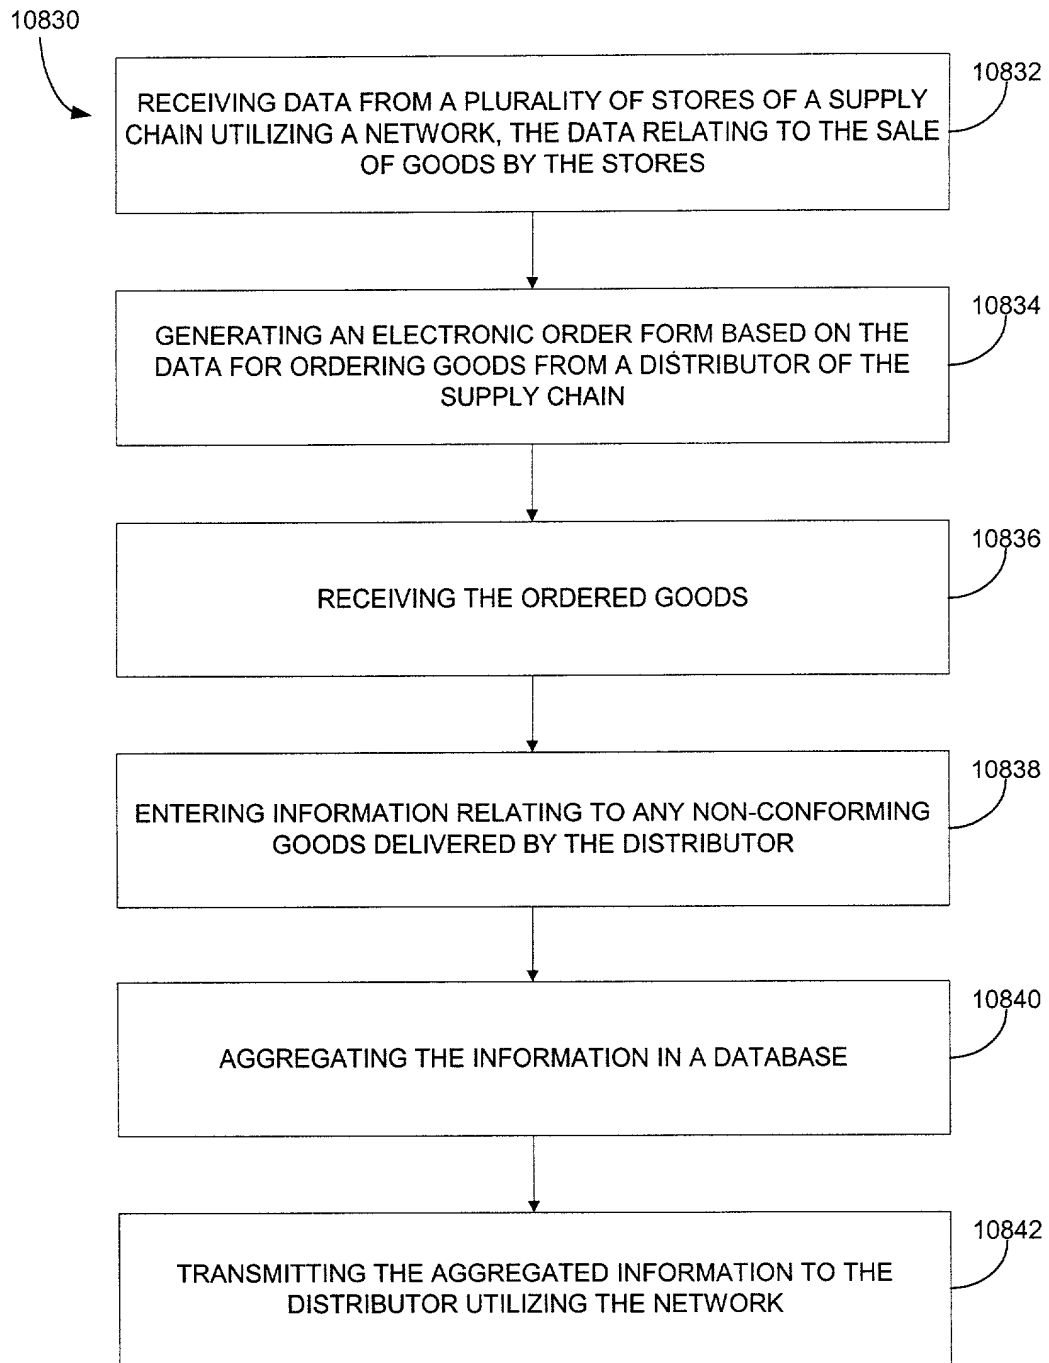 10830
10832
RECEIVING DATA FROM A PLURALITY OF STORES OF A SUPPLY
CHAIN UTILIZING A NETWORK, THE DATA RELATING TO THE SALE
OF GOODS BY THE STORES
10834
GENERATING AN ELECTRONIC ORDER FORM BASED ON THE
DATA FOR ORDERING GOODS FROM A DISTRIBUTOR OF THE
SUPPLY CHAIN
10836
RECEIVING THE ORDERED GOODS
10838
ENTERING INFORMATION RELATING TO ANY NON-CONFORMING
GOODS DELIVERED BY THE DISTRIBUTOR
10840
AGGREGATING THE INFORMATION IN A DATABASE
10842
TRANSMITTING THE AGGREGATED INFORMATION TO THE
DISTRIBUTOR UTILIZING THE NETWORK